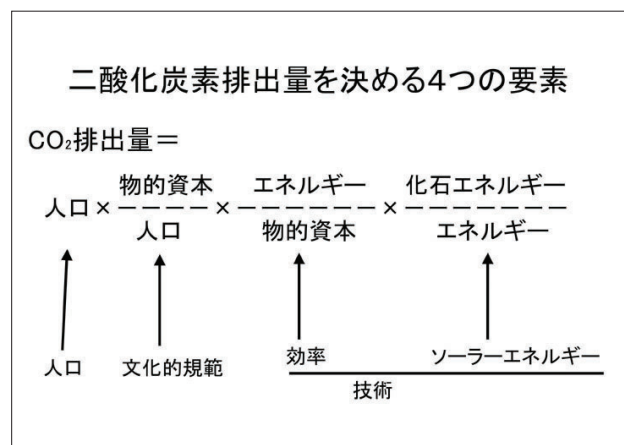 二酸化炭素排出量を決める4つの要素
CO₂排出量＝
物的資本 エネルギー 化石エネルギー
人口 × ― × ― × ―
人口 物的資本 エネルギー
人口 文化的規範 効率 ソーラーエネルギー
技術